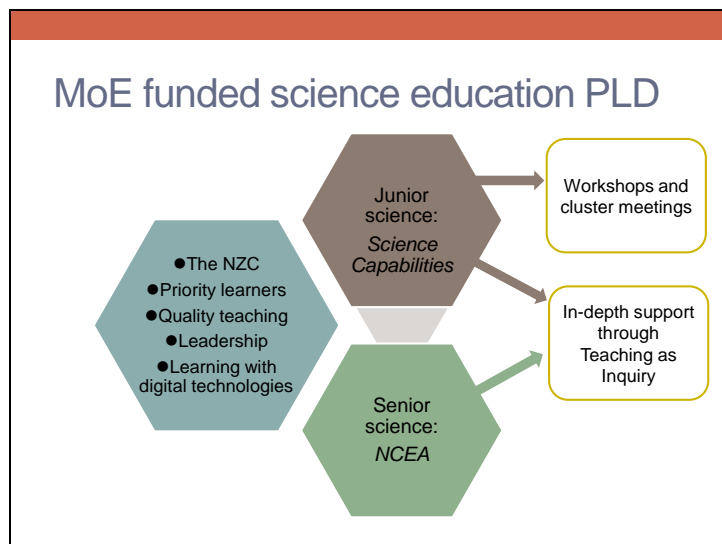 MoE funded science education PLD
●The NZC
●Priority learners
●Quality teaching
●Leadership
●Learning with
digital technologies
Junior
science:
Science
Capabilities
Senior
science:
NCEA
Workshops and
cluster meetings
In-depth support
through
Teaching as
Inquiry